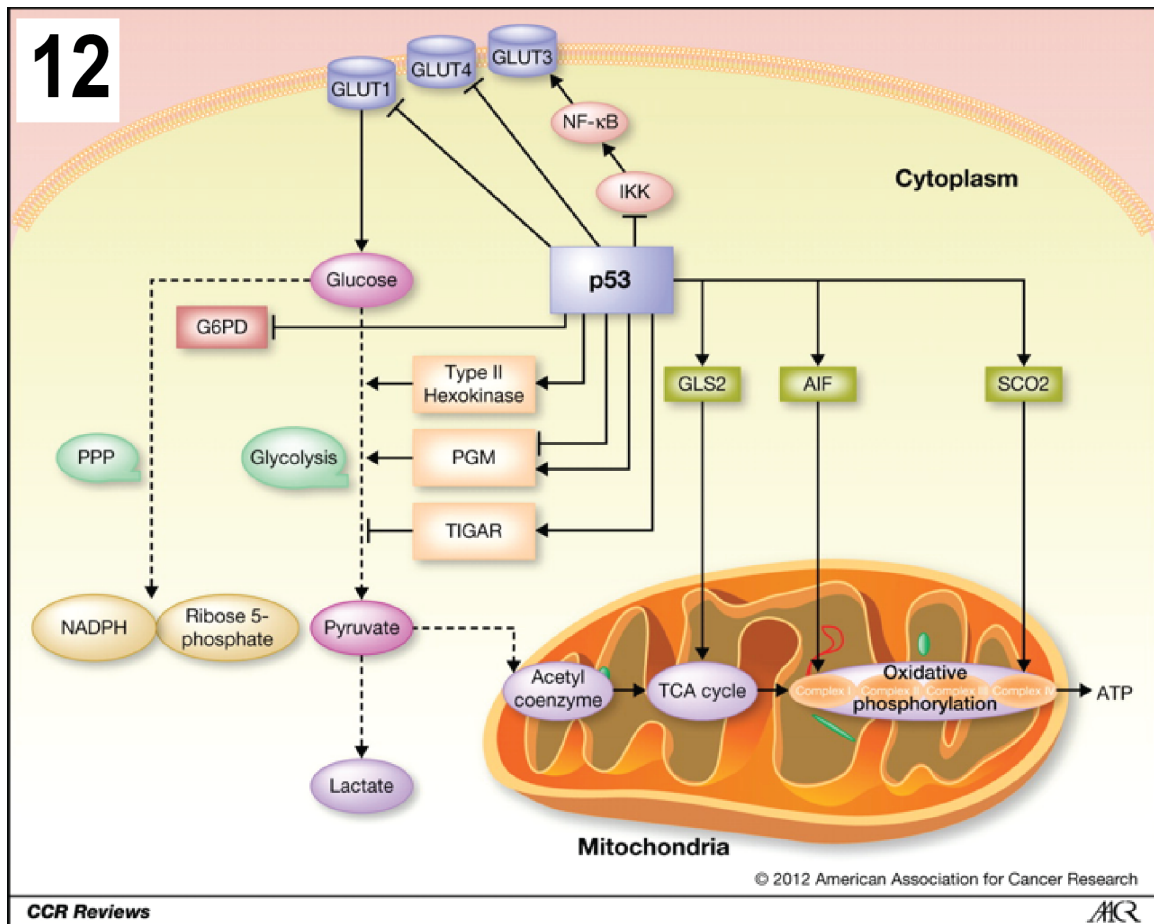 12
GLUT1
GLUT4
GLUT3
NF-κB
IKK
Cytoplasm
p53
Glucose
G6PD
Type II
Hexokinase
GLS2
AIF
SCO2
PPP
Glycolysis
PGM
TIGAR
NADPH
Ribose 5-
phosphate
Pyruvate
Acetyl
coenzyme
TCA cycle
Oxidative
Complex I
Complex II
Complex III
Complex IV
phosphorylation
ATP
Lactate
Mitochondria
© 2012 American Association for Cancer Research
CCR Reviews
AACR